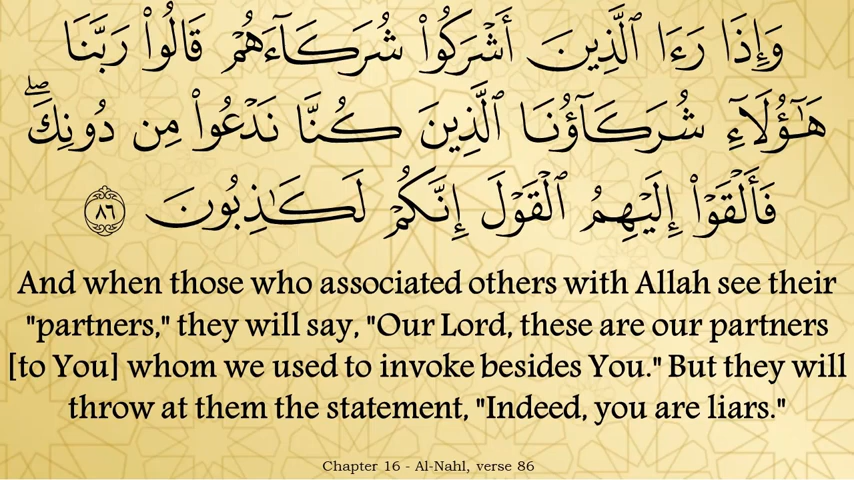 وَإِذَا رَءَا ٱلَّذِينَ أَشْرَكُوا۟ شُرَكَآءَهُمْ قَالُوا۟ رَبَّنَا
هَـٰٓؤُلَآءِ شُرَكَآؤُنَا ٱلَّذِينَ كُنَّا نَدْعُوا۟ مِن دُونِكَ ۖ
فَأَلْقَوْا۟ إِلَيْهِمُ ٱلْقَوْلَ إِنَّكُمْ لَكَـٰذِبُونَ ٨٦
And when those who associated others with Allah see their
"partners," they will say, "Our Lord, these are our partners
[to You] whom we used to invoke besides You." But they will
throw at them the statement, "Indeed, you are liars."
Chapter 16 - Al-Nahl, verse 86